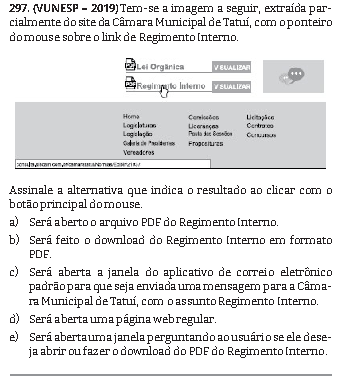 297. (VUNESP – 2019) Tem-se a imagem a seguir, extraída par-
cialmente do site da Câmara Municipal de Tatuí, com o ponteiro
do mouse sobre o link de Regimento Interno.
Lei Orgânica VISUALIZAR
Regimento Interno VISUALIZAR
Home Comissões Licitações
Legislaturas Lideranças Contratos
Legislação Pauta das Sessões Concursos
Galeria de Presidentes Proposituras
Vereadores
Assinale a alternativa que indica o resultado ao clicar com o
botão principal do mouse.
a) Será aberto o arquivo PDF do Regimento Interno.
b) Será feito o download do Regimento Interno em formato
PDF.
c) Será aberta a janela do aplicativo de correio eletrônico
padrão para que seja enviada uma mensagem para a Câma-
ra Municipal de Tatuí, com o assunto Regimento Interno.
d) Será aberta uma página web regular.
e) Será aberta uma janela perguntando ao usuário se ele dese-
ja abrir ou fazer o download do PDF do Regimento Interno.